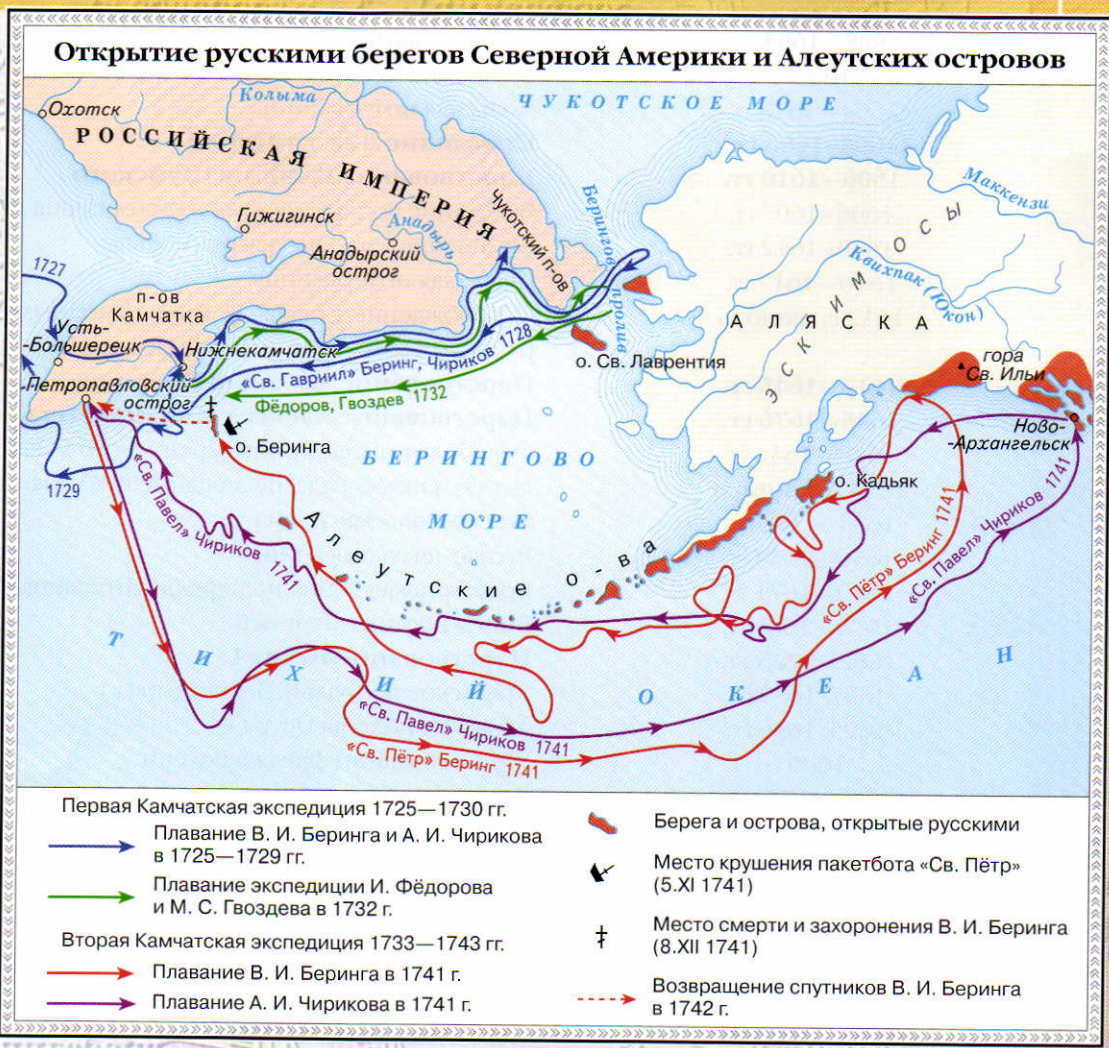 Открытие русскими берегов Северной Америки и Алеутских островов
Охотск
Колыма
ЧУКОТСКОЕ МОРЕ
РОССИЙСКАЯ ИМПЕРИЯ
Гижигинск
Анадырь
Анадырский
острог
Чукотский п-ов
Берингов пролив
Маккензи
Квихпак (Юкон)
ЭСКИМОСЫ
АЛЯСКА
1727
п-ов
Камчатка
Усть-
-Большерецк
Нижнекамчатск
Петропавловский
острог
«Св. Гавриил» Беринг, Чириков 1728
Фёдоров, Гвоздев 1732
о. Св. Лаврентия
гора
Св. Ильи
Ново-
-Архангельск
о. Беринга
1729
БЕРИНГОВО
МОРЕ
о. Кадьяк
«Св. Павел» Чириков 1741
Алеутские о-ва
«Св. Пётр» Беринг 1741
«Св. Павел» Чириков 1741
ТИХИЙ ОКЕАН
«Св. Павел» Чириков 1741
«Св. Пётр» Беринг 1741
Первая Камчатская экспедиция 1725—1730 гг.
Плавание В. И. Беринга и А. И. Чирикова
в 1725—1729 гг.
Плавание экспедиции И. Фёдорова
и М. С. Гвоздева в 1732 г.
Вторая Камчатская экспедиция 1733—1743 гг.
Плавание В. И. Беринга в 1741 г.
Плавание А. И. Чирикова в 1741 г.
Берега и острова, открытые русскими
Место крушения пакетбота «Св. Пётр»
(5.XI 1741)
Место смерти и захоронения В. И. Беринга
(8.XII 1741)
Возвращение спутников В. И. Беринга
в 1742 г.